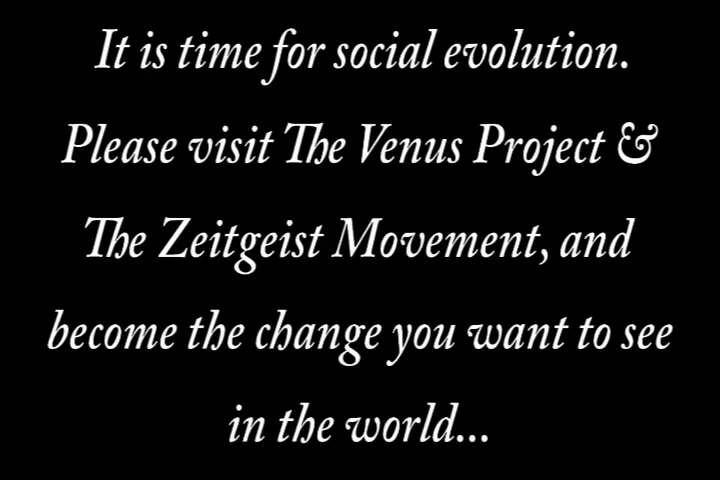 It is time for social evolution.
Please visit The Venus Project &
The Zeitgeist Movement, and
become the change you want to see
in the world...